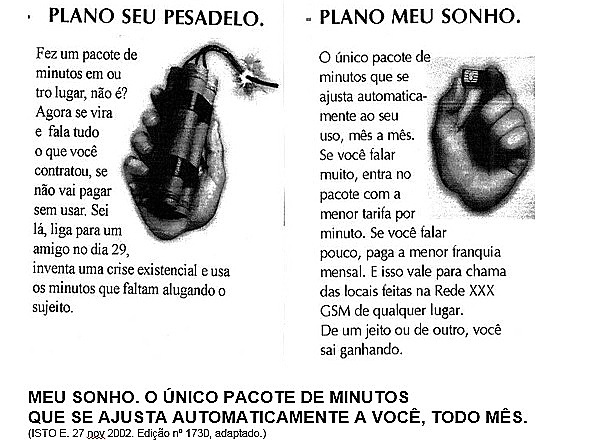 PLANO SEU PESADELO.
Fez um pacote de
minutos em ou
tro lugar, não é?
Agora se vira
e fala tudo
o que você
contratou, se
não vai pagar
sem usar. Sei
lá, liga para um
amigo no dia 29,
inventa uma crise existencial e usa
os minutos que faltam alugando o
sujeito.
- PLANO MEU SONHO.
O único pacote de
minutos que se
ajusta automatica-
mente ao seu
uso, mês a mês.
Se você falar
muito, entra no
pacote com a
menor tarifa por
minuto. Se você falar
pouco, paga a menor franquia
mensal. E isso vale para chama
das locais feitas na Rede XXX
GSM de qualquer lugar.
De um jeito ou de outro, você
sai ganhando.
MEU SONHO. O ÚNICO PACOTE DE MINUTOS
QUE SE AJUSTA AUTOMATICAMENTE A VOCÊ, TODO MÊS.
(ISTO E. 27 nov 2002. Edição nº 1730, adaptado.)